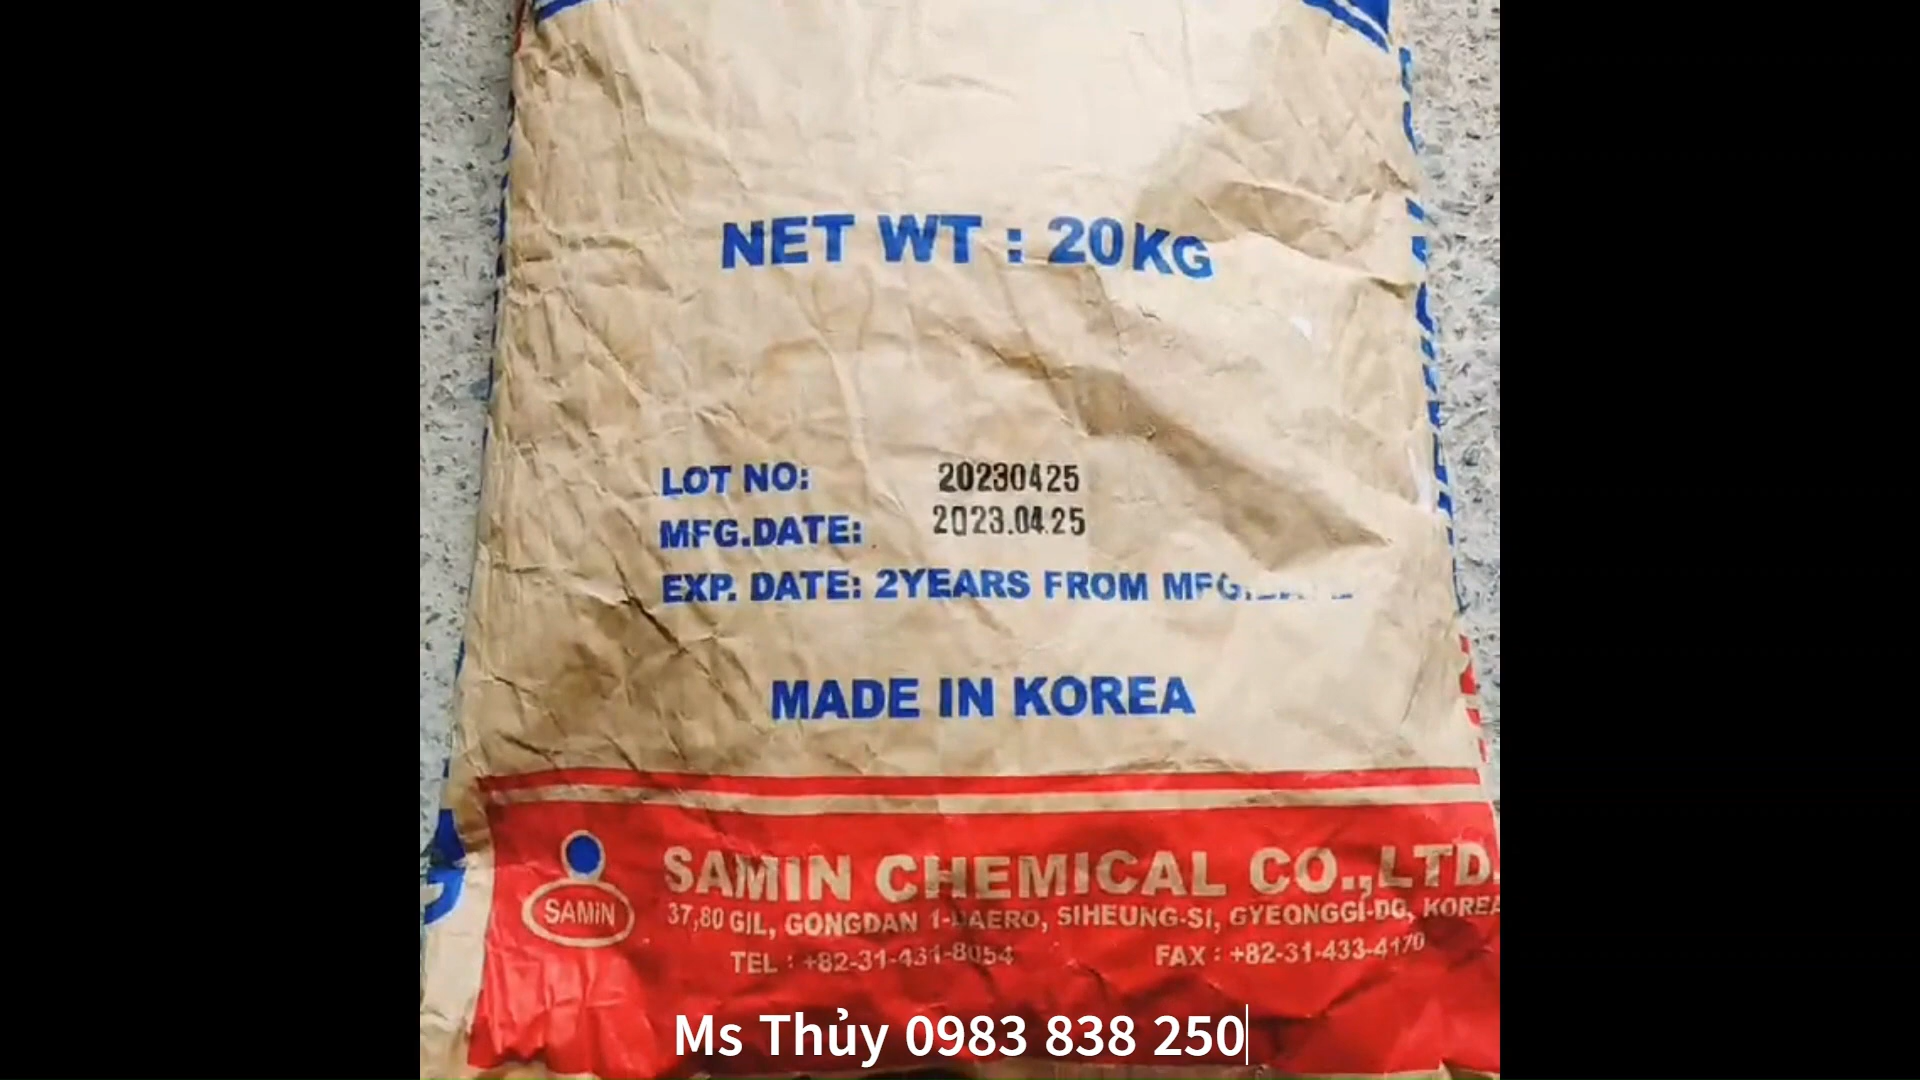 NET WT : 20KG
LOT NO: 20230425
MFG.DATE: 2023.04.25
EXP. DATE: 2YEARS FROM
MADE IN KOREA
SAMIN CHEMICAL CO.,LTD.
SAMiN
37,80 GIL, GONGDAN 1-DAERO, SIHEUNG-SI, GYEONGGI-DO, KOREA
TEL : +82-31-431-8054 FAX : +82-31-433-4170
Ms Thủy 0983 838 250